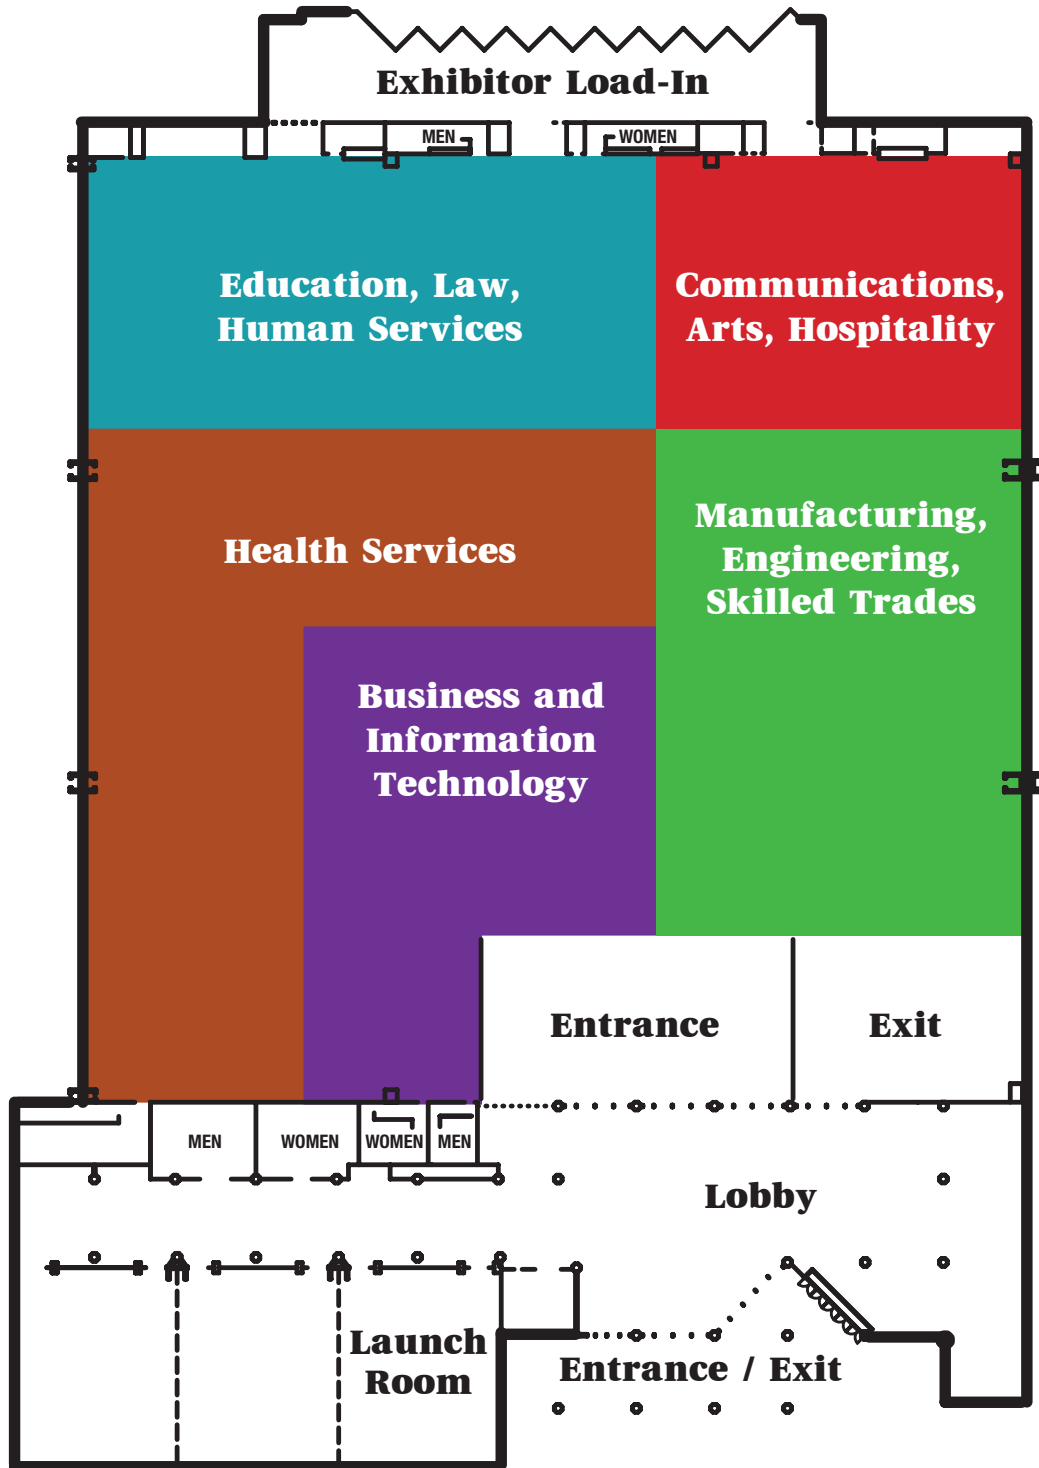 Exhibitor Load-In
MEN
WOMEN
Education, Law,
Human Services
Communications,
Arts, Hospitality
Health Services
Manufacturing,
Engineering,
Skilled Trades
Business and
Information
Technology
Entrance
Exit
MEN
WOMEN
WOMEN
MEN
Lobby
Launch
Room
Entrance / Exit